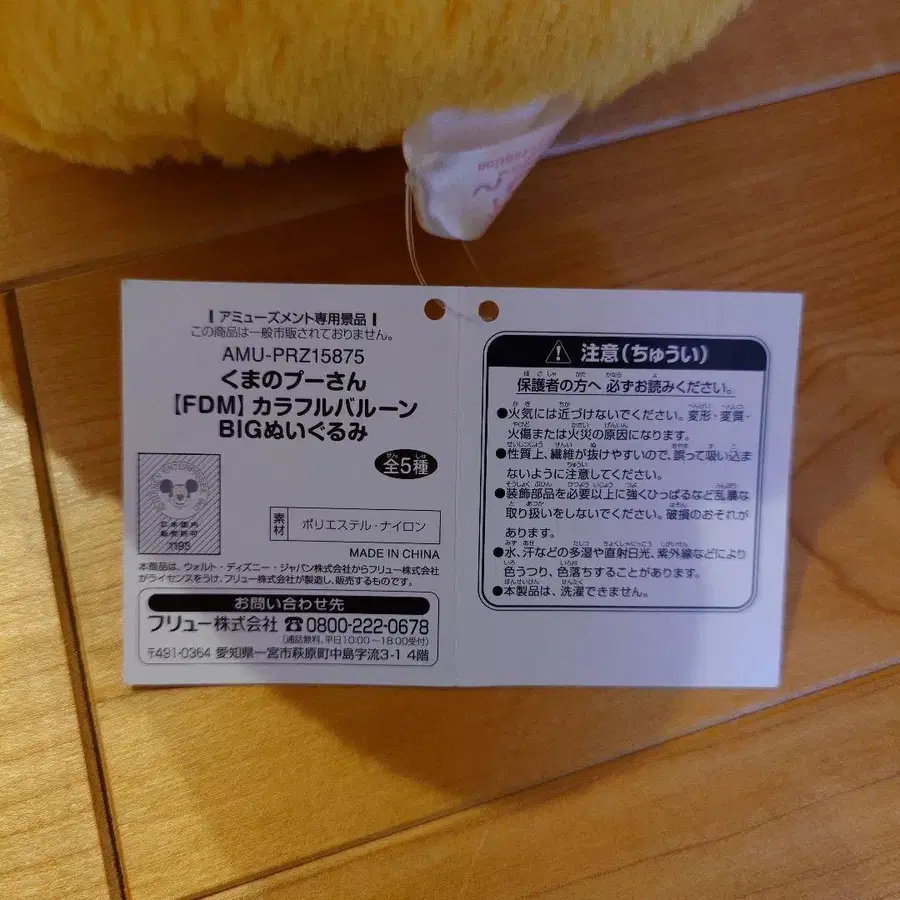 アミューズメント専用景品
この商品は一般市販されておりません。
AMU-PRZ15875
くまのプーさん
【FDM】カラフルバルーン
BIGぬいぐるみ
全5種
素材
ポリエステル・ナイロン
MADE IN CHINA
日本国内
販売許可
1193
本商品は、ウォルト・ディズニー・ジャパン株式会社からフリュー株式会社
がライセンスをうけ、フリュー株式会社が製造し、販売するものです。
お問い合わせ先
フリュー株式会社 ☎0800-222-0678
(通話無料、平日10:00〜18:00受付)
〒491-0364 愛知県一宮市萩原町中島字流3-1 4階
注意(ちゅうい)
保護者の方へ 必ずお読みください。
●火気には近づけないでください。変形・変質・
火傷または火災の原因になります。
●性質上、繊維が抜けやすいので、誤って吸い込ま
ないように注意してください。
●装飾部品を必要以上に強くひっぱるなど乱暴な
取り扱いをしないでください。破損のおそれが
あります。
●水、汗などの多湿や直射日光、紫外線などにより
色うつり、色落ちすることがあります。
●本製品は、洗濯できません。